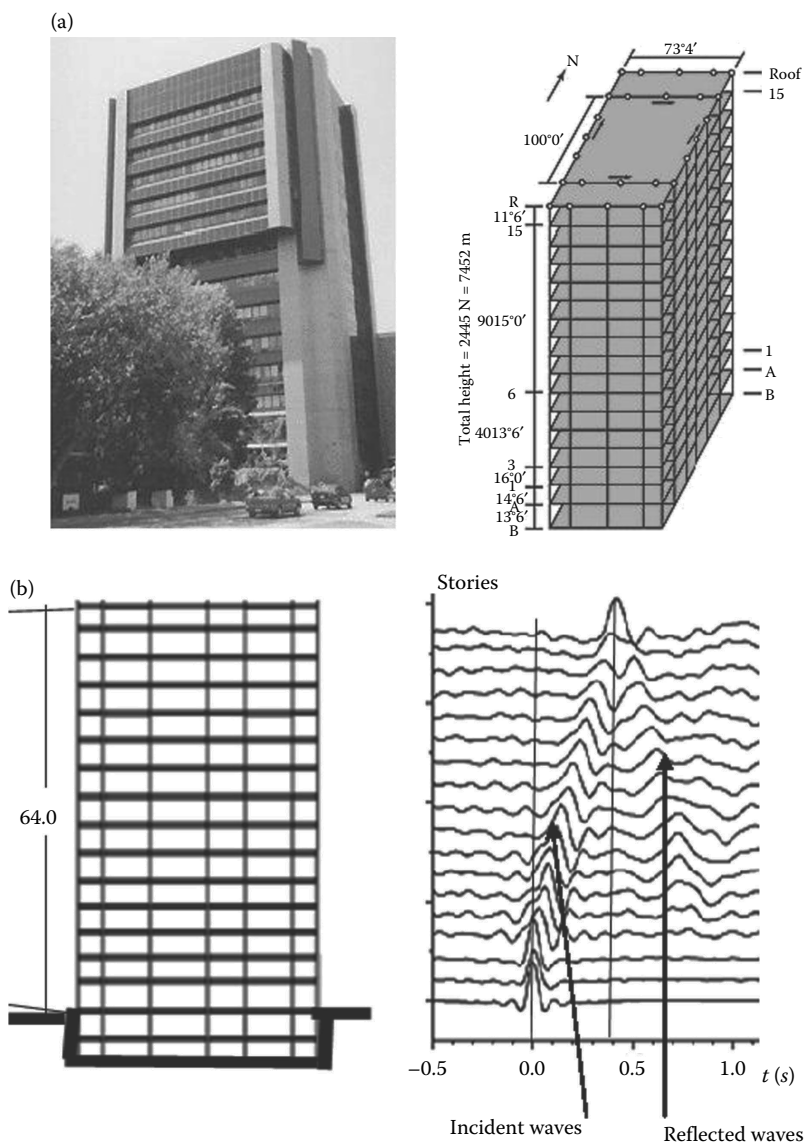 (a)
N
73°4′
Roof
15
100°0′
R
11°6′
15
Total height = 2445 N = 7452 m
9015°0′
1
A
6
B
4013°6′
3
16°0′
1
14°6′
A
13°6′
B
(b)
Stories
64.0
−0.5
0.0
0.5
1.0
t (s)
Incident waves
Reflected waves